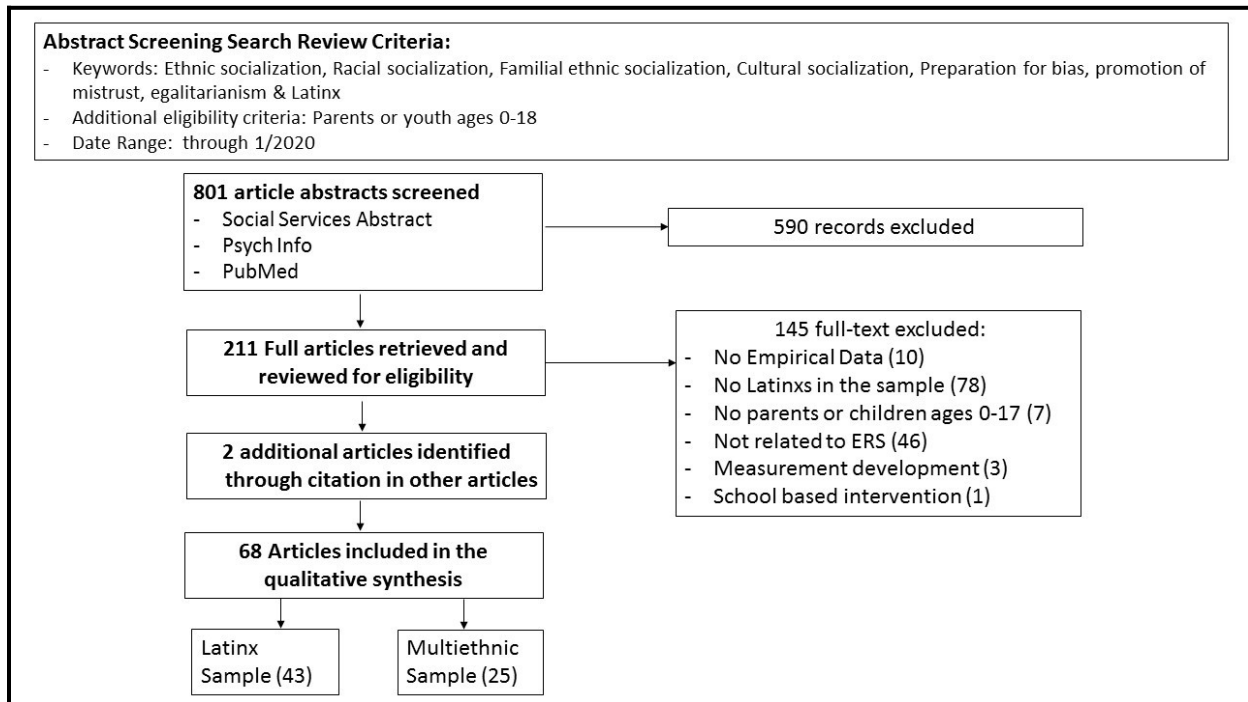 Abstract Screening Search Review Criteria:
- Keywords: Ethnic socialization, Racial socialization, Familial ethnic socialization, Cultural socialization, Preparation for bias, promotion of
mistrust, egalitarianism & Latinx
- Additional eligibility criteria: Parents or youth ages 0-18
- Date Range: through 1/2020
801 article abstracts screened
- Social Services Abstract
- Psych Info
- PubMed
590 records excluded
211 Full articles retrieved and
reviewed for eligibility
145 full-text excluded:
- No Empirical Data (10)
- No Latinxs in the sample (78)
- No parents or children ages 0-17 (7)
- Not related to ERS (46)
- Measurement development (3)
- School based intervention (1)
2 additional articles identified
through citation in other articles
68 Articles included in the
qualitative synthesis
Latinx
Sample (43)
Multiethnic
Sample (25)